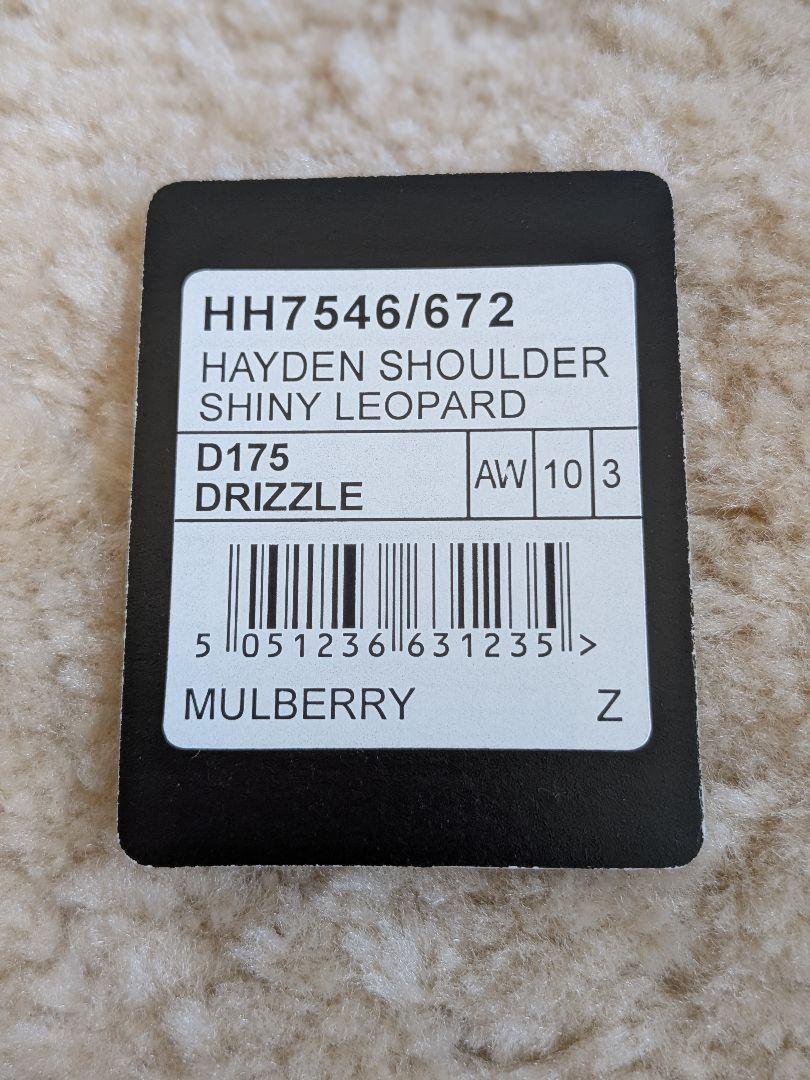 HH7546/672
HAYDEN SHOULDER
SHINY LEOPARD
D175
DRIZZLE
AW 10 3
5 051236 631235 >
MULBERRY Z